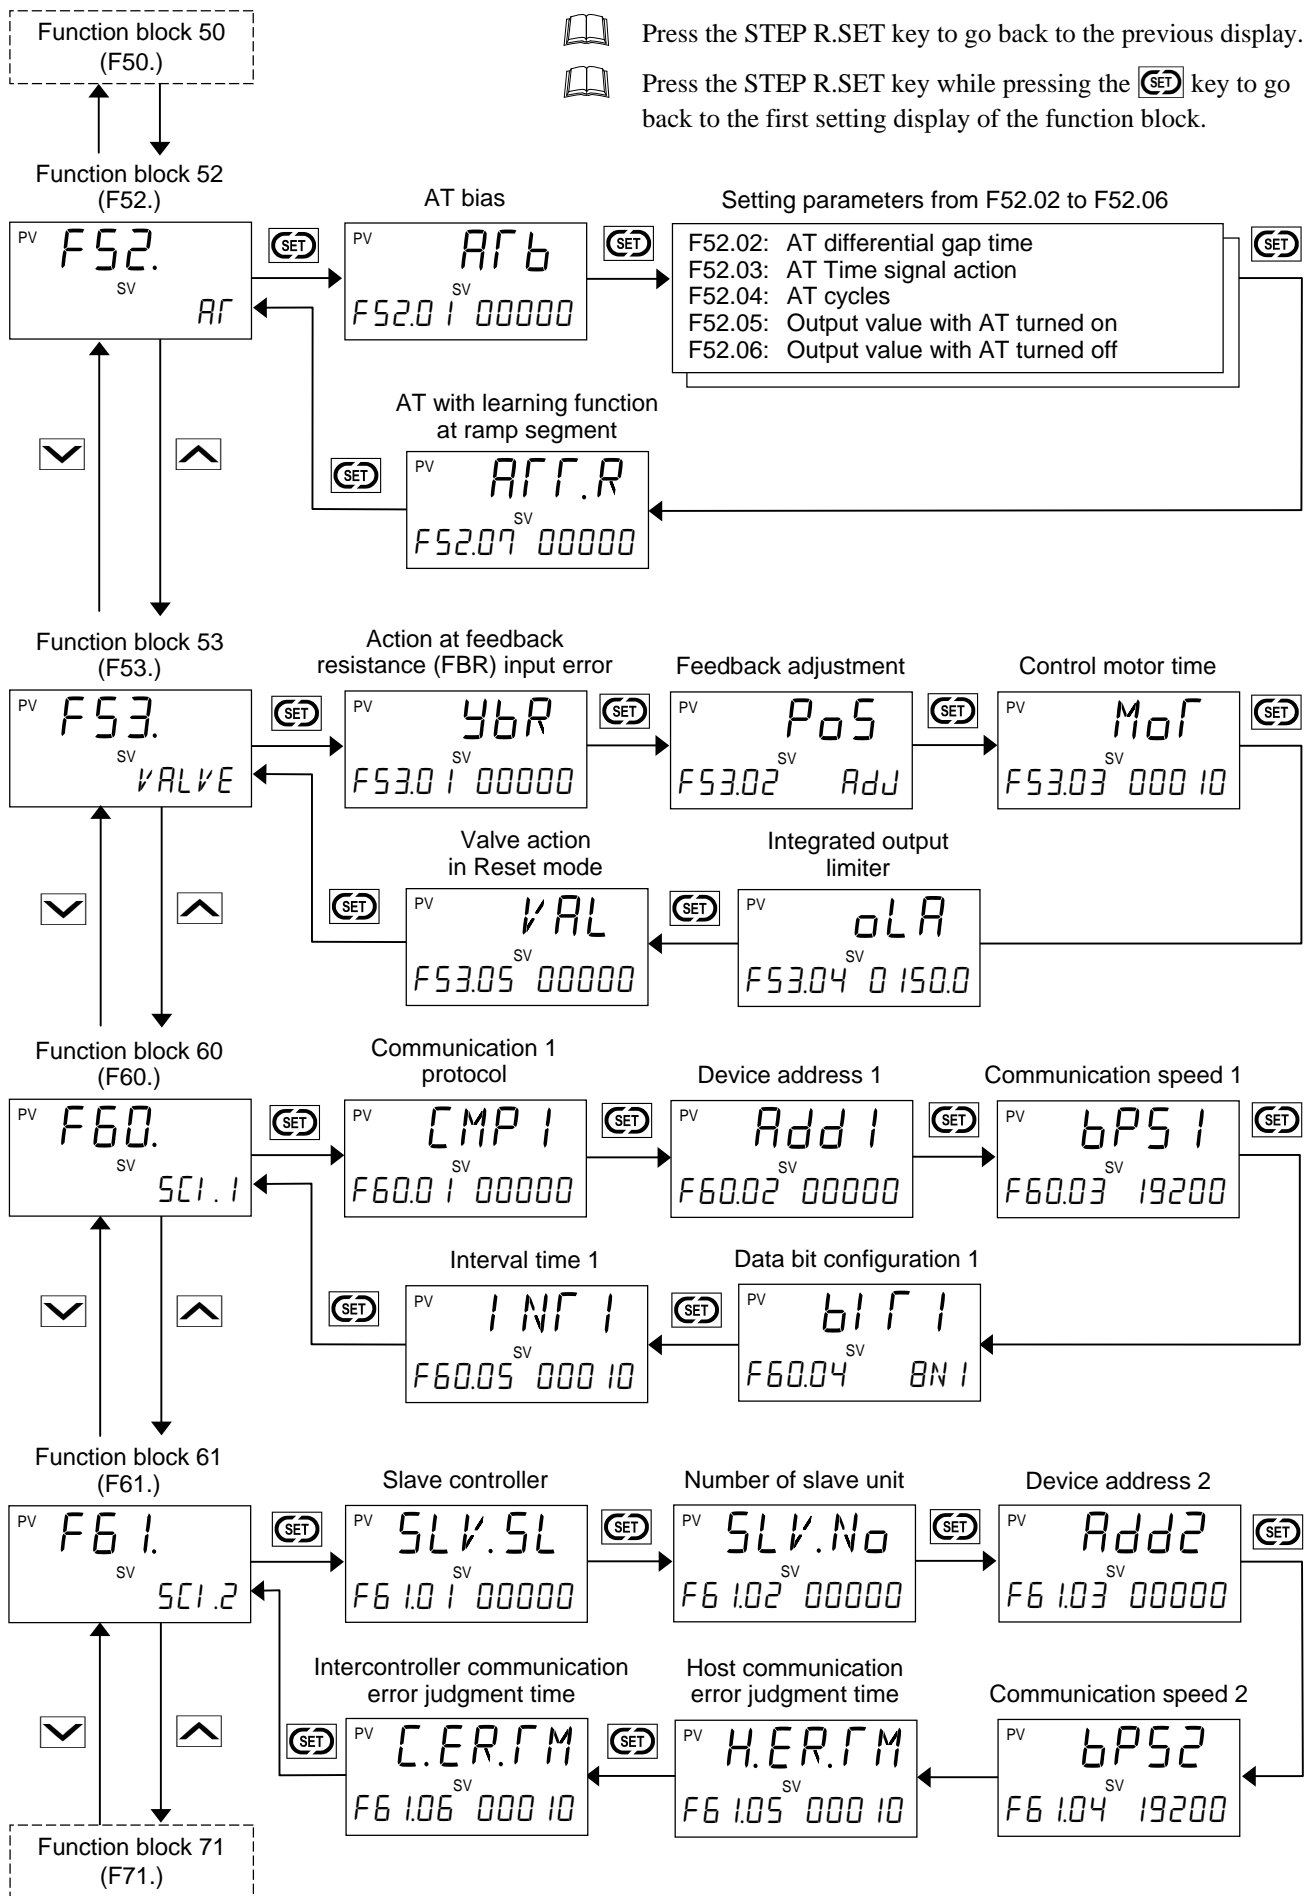 Function block 50
(F50.)
Press the STEP R.SET key to go back to the previous display.
Press the STEP R.SET key while pressing the SET key to go
back to the first setting display of the function block.
Function block 52
(F52.)
PV F52.
SV
AT
SET
AT bias
PV ATb
SV
F52.01 00000
SET
Setting parameters from F52.02 to F52.06
F52.02: AT differential gap time
F52.03: AT Time signal action
F52.04: AT cycles
F52.05: Output value with AT turned on
F52.06: Output value with AT turned off
SET
AT with learning function
at ramp segment
SET
PV ATT.R
SV
F52.07 00000
Function block 53
(F53.)
PV F53.
SV
VALVE
SET
Action at feedback
resistance (FBR) input error
PV YbR
SV
F53.01 00000
SET
Feedback adjustment
PV PoS
SV
F53.02 AdJ
SET
Control motor time
PV MoT
SV
F53.03 00010
SET
Valve action
in Reset mode
SET
PV VAL
SV
F53.05 00000
SET
Integrated output
limiter
PV oLA
SV
F53.04 0150.0
Function block 60
(F60.)
PV F60.
SV
SCI.1
SET
Communication 1
protocol
PV CMP1
SV
F60.01 00000
SET
Device address 1
PV Add1
SV
F60.02 00000
SET
Communication speed 1
PV bPS1
SV
F60.03 19200
SET
Interval time 1
SET
PV INT1
SV
F60.05 00010
SET
Data bit configuration 1
PV bIT1
SV
F60.04 8N1
Function block 61
(F61.)
PV F61.
SV
SCI.2
SET
Slave controller
PV SLV.SL
SV
F61.01 00000
SET
Number of slave unit
PV SLV.No
SV
F61.02 00000
SET
Device address 2
PV Add2
SV
F61.03 00000
SET
Intercontroller communication
error judgment time
SET
PV C.ER.TM
SV
F61.06 00010
SET
Host communication
error judgment time
PV H.ER.TM
SV
F61.05 00010
Communication speed 2
PV bPS2
SV
F61.04 19200
Function block 71
(F71.)